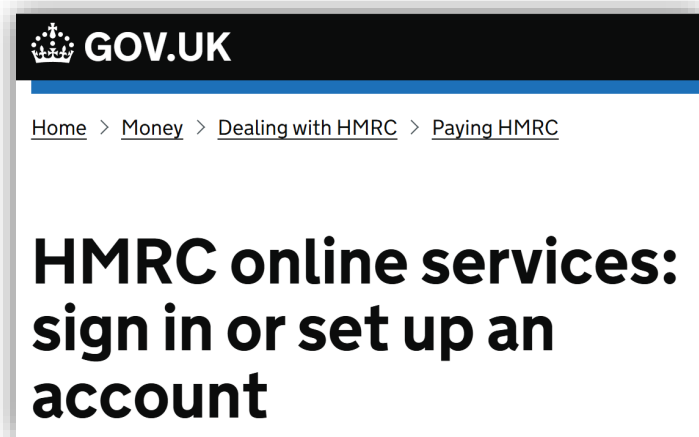 GOV.UK
Home > Money > Dealing with HMRC > Paying HMRC
HMRC online services:
sign in or set up an
account